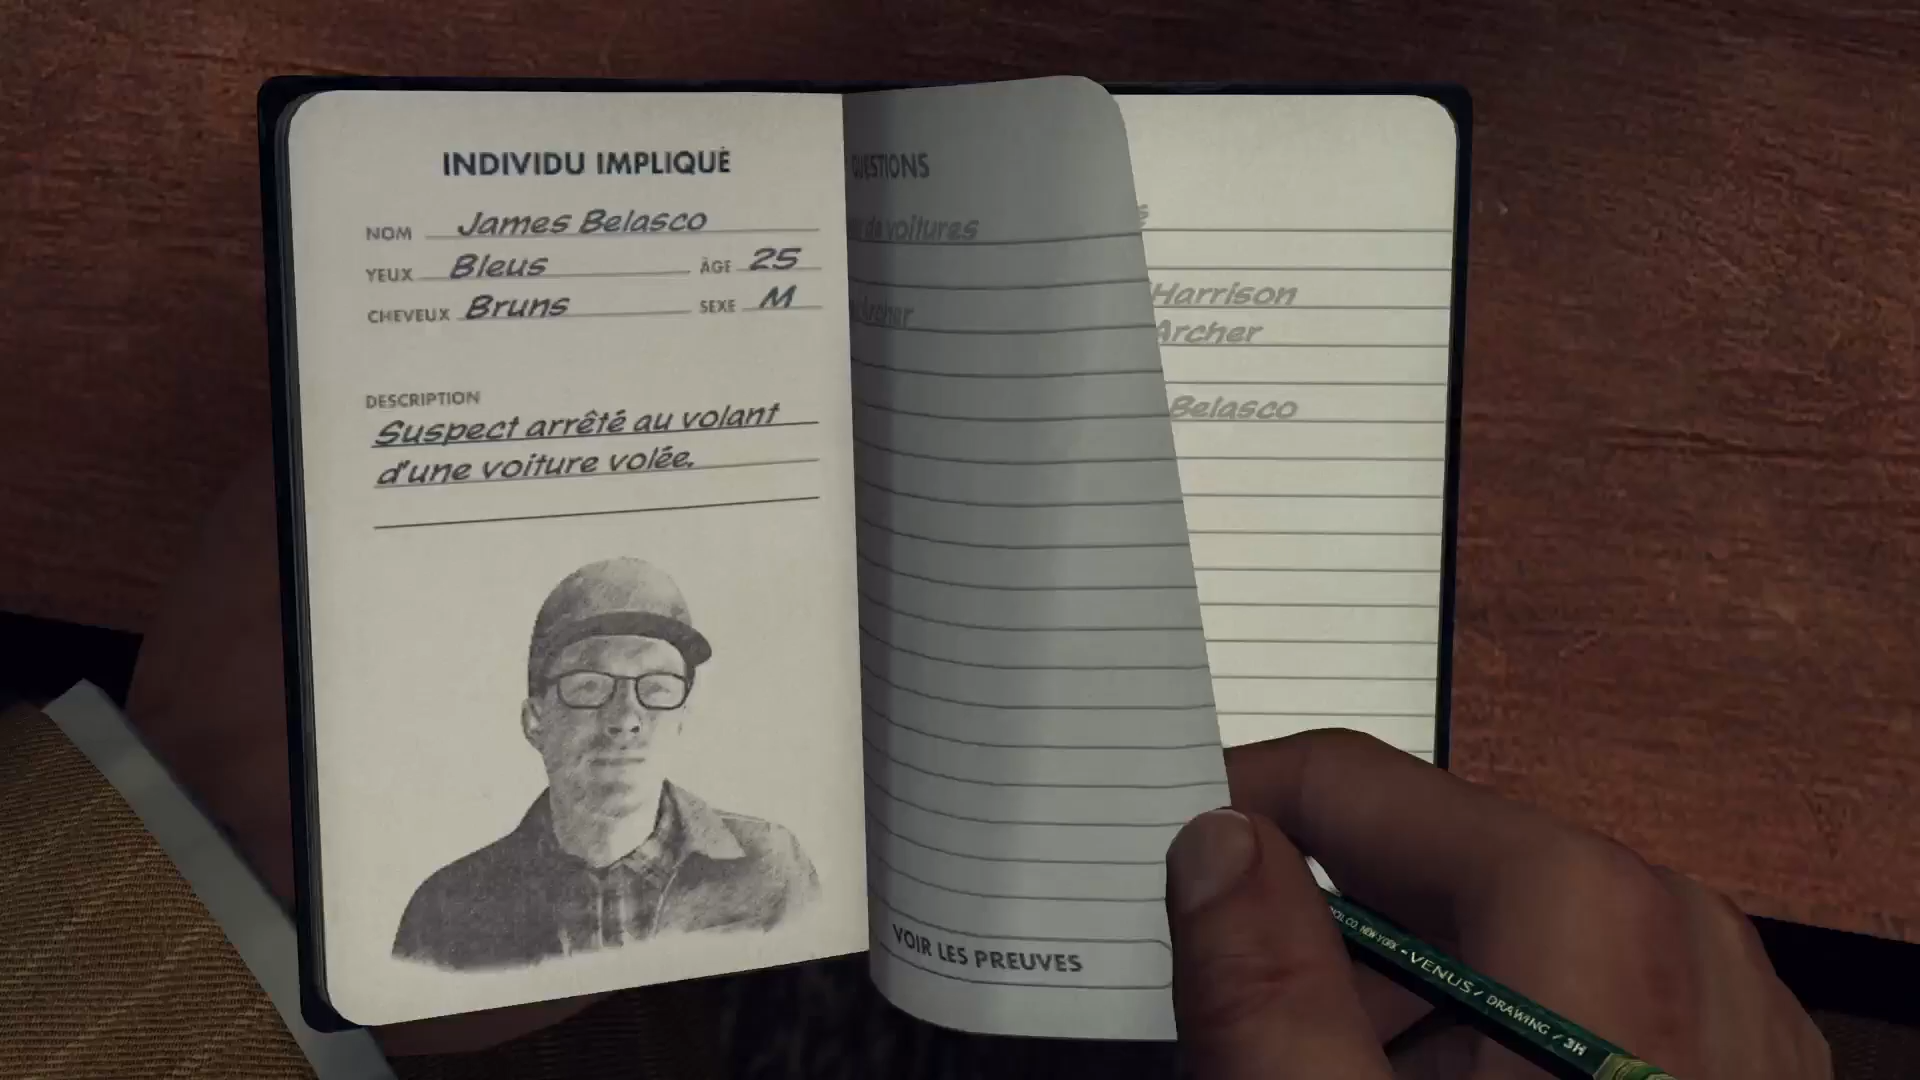 INDIVIDU IMPLIQUÉ
NOM James Belasco
YEUX Bleus ÂGE 25
CHEVEUX Bruns SEXE M
DESCRIPTION
Suspect arrêté au volant
d'une voiture volée.
QUESTIONS
de voitures
Archer
VOIR LES PREUVES
Harrison
Archer
Belasco
NEW YORK - VENUS / DRAWING / 3H